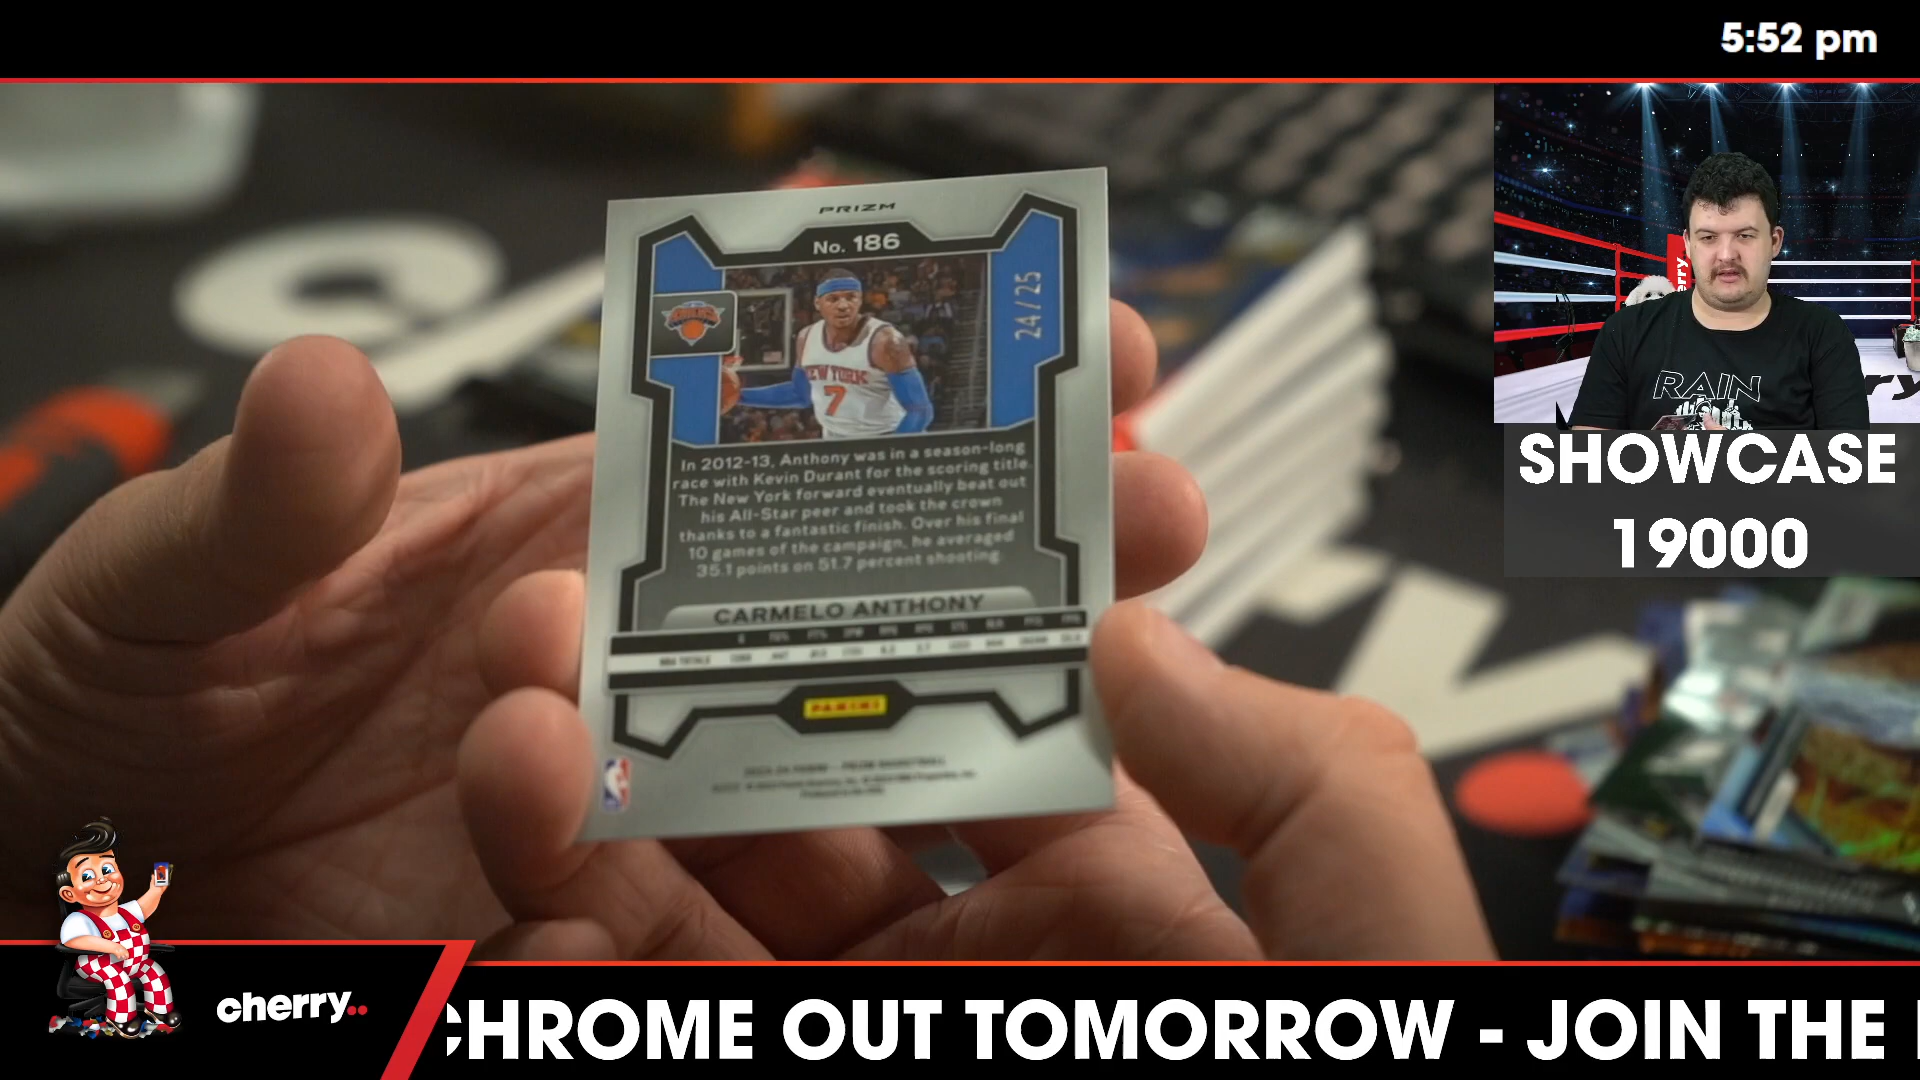 5:52 pm
PRIZM
No. 186
24/25
NEW YORK
7
In 2012-13, Anthony was in a season-long
race with Kevin Durant for the scoring title.
The New York forward eventually beat out
his All-Star peer and took the crown
thanks to a fantastic finish. Over his final
10 games of the campaign, he averaged
35.1 points on 51.7 percent shooting.
CARMELO ANTHONY
NBA TOTALS
PANINI
RAIN
SHOWCASE
19000
cherry..
CHROME OUT TOMORROW - JOIN THE